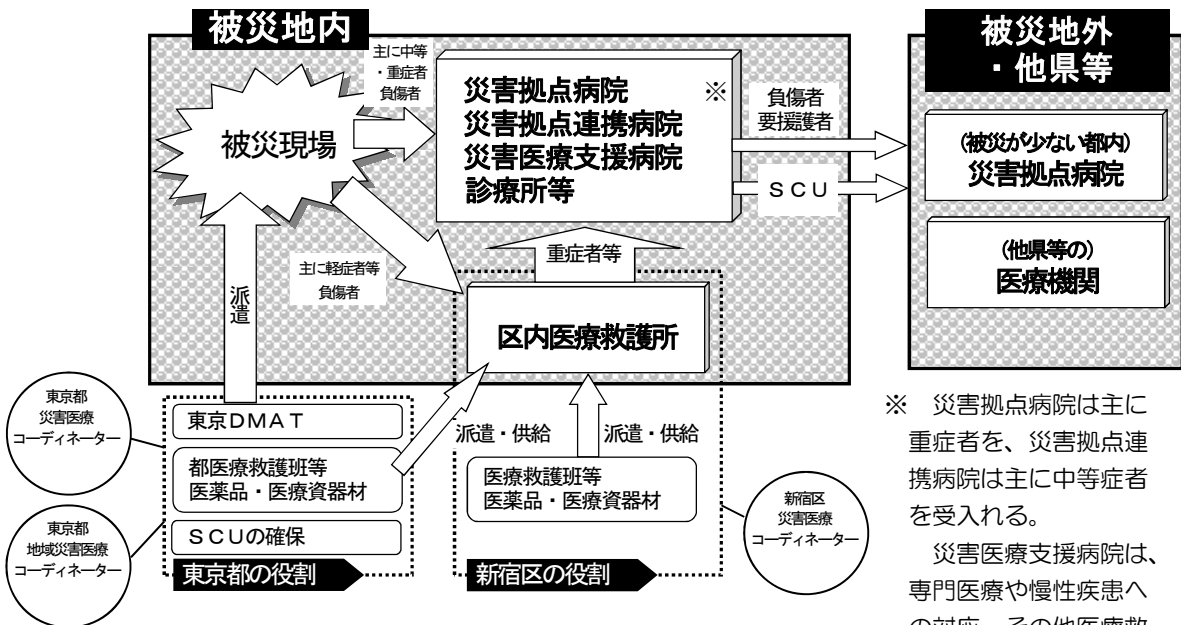 被災地内
主に中等
・重症者
負傷者
被災現場
災害拠点病院 ※
災害拠点連携病院
災害医療支援病院
診療所等
負傷者
要援護者
ＳＣＵ
被災地外
・他県等
(被災が少ない都内)
災害拠点病院
(他県等の)
医療機関
重症者等
主に軽症者等
負傷者
派遣
区内医療救護所
東京都
災害医療
コーディネーター
東京都
地域災害医療
コーディネーター
東京ＤＭＡＴ
都医療救護班等
医薬品・医療資器材
ＳＣＵの確保
東京都の役割
派遣・供給
派遣・供給
医療救護班等
医薬品・医療資器材
新宿区の役割
新宿区
災害医療
コーディネーター
※　災害拠点病院は主に
重症者を、災害拠点連
携病院は主に中等症者
を受入れる。
災害医療支援病院は、
専門医療や慢性疾患へ